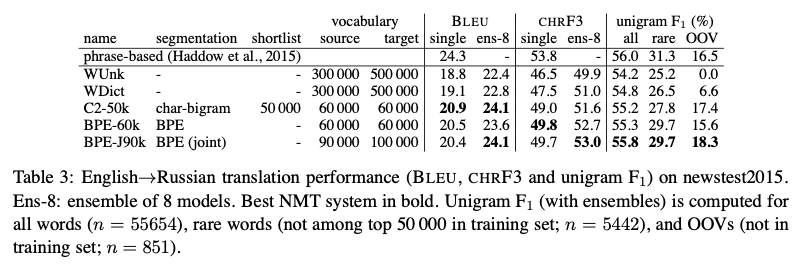 vocabulary BLEU CHRF3 unigram F1 (%)
name segmentation shortlist source target single ens-8 single ens-8 all rare OOV
phrase-based (Haddow et al., 2015) 24.3 - 53.8 - 56.0 31.3 16.5
WUnk - - 300 000 500 000 18.8 22.4 46.5 49.9 54.2 25.2 0.0
WDict - - 300 000 500 000 19.1 22.8 47.5 51.0 54.8 26.5 6.6
C2-50k char-bigram 50 000 60 000 60 000 20.9 24.1 49.0 51.6 55.2 27.8 17.4
BPE-60k BPE - 60 000 60 000 20.5 23.6 49.8 52.7 55.3 29.7 15.6
BPE-J90k BPE (joint) - 90 000 100 000 20.4 24.1 49.7 53.0 55.8 29.7 18.3
Table 3: English→Russian translation performance (BLEU, CHRF3 and unigram F1) on newstest2015.
Ens-8: ensemble of 8 models. Best NMT system in bold. Unigram F1 (with ensembles) is computed for
all words (n = 55654), rare words (not among top 50 000 in training set; n = 5442), and OOVs (not in
training set; n = 851).